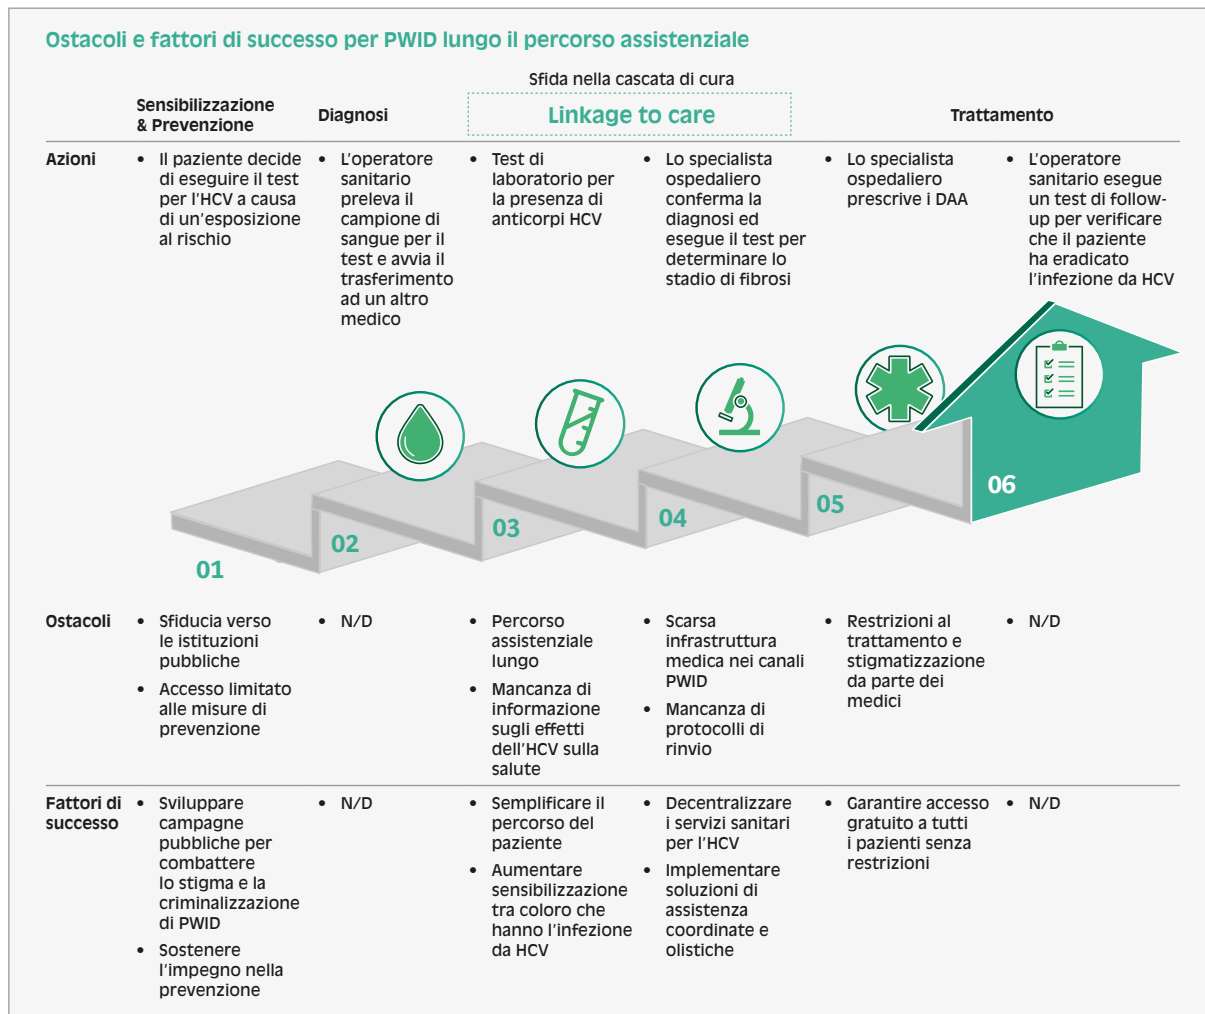 Ostacoli e fattori di successo per PWID lungo il percorso assistenziale
Sfida nella cascata di cura
Sensibilizzazione
& Prevenzione
Diagnosi
Linkage to care
Trattamento
Azioni
• Il paziente decide
di eseguire il test
per l'HCV a causa
di un'esposizione
al rischio
• L'operatore
sanitario
preleva il
campione di
sangue per il
test e avvia il
trasferimento
ad un altro
medico
• Test di
laboratorio per
la presenza di
anticorpi HCV
• Lo specialista
ospedaliero
conferma la
diagnosi ed
esegue il test per
determinare lo
stadio di fibrosi
• Lo specialista
ospedaliero
prescrive i DAA
• L'operatore
sanitario esegue
un test di follow-
up per verificare
che il paziente
ha eradicato
l'infezione da HCV
01
02
03
04
05
06
Ostacoli
• Sfiducia verso
le istituzioni
pubbliche
• Accesso limitato
alle misure di
prevenzione
• N/D
• Percorso
assistenziale
lungo
• Mancanza di
informazione
sugli effetti
dell'HCV sulla
salute
• Scarsa
infrastruttura
medica nei canali
PWID
• Mancanza di
protocolli di
rinvio
• Restrizioni al
trattamento e
stigmatizzazione
da parte dei
medici
• N/D
Fattori di
successo
• Sviluppare
campagne
pubbliche per
combattere
lo stigma e la
criminalizzazione
di PWID
• Sostenere
l'impegno nella
prevenzione
• N/D
• Semplificare il
percorso del
paziente
• Aumentare
sensibilizzazione
tra coloro che
hanno l'infezione
da HCV
• Decentralizzare
i servizi sanitari
per l'HCV
• Implementare
soluzioni di
assistenza
coordinate e
olistiche
• Garantire accesso
gratuito a tutti
i pazienti senza
restrizioni
• N/D